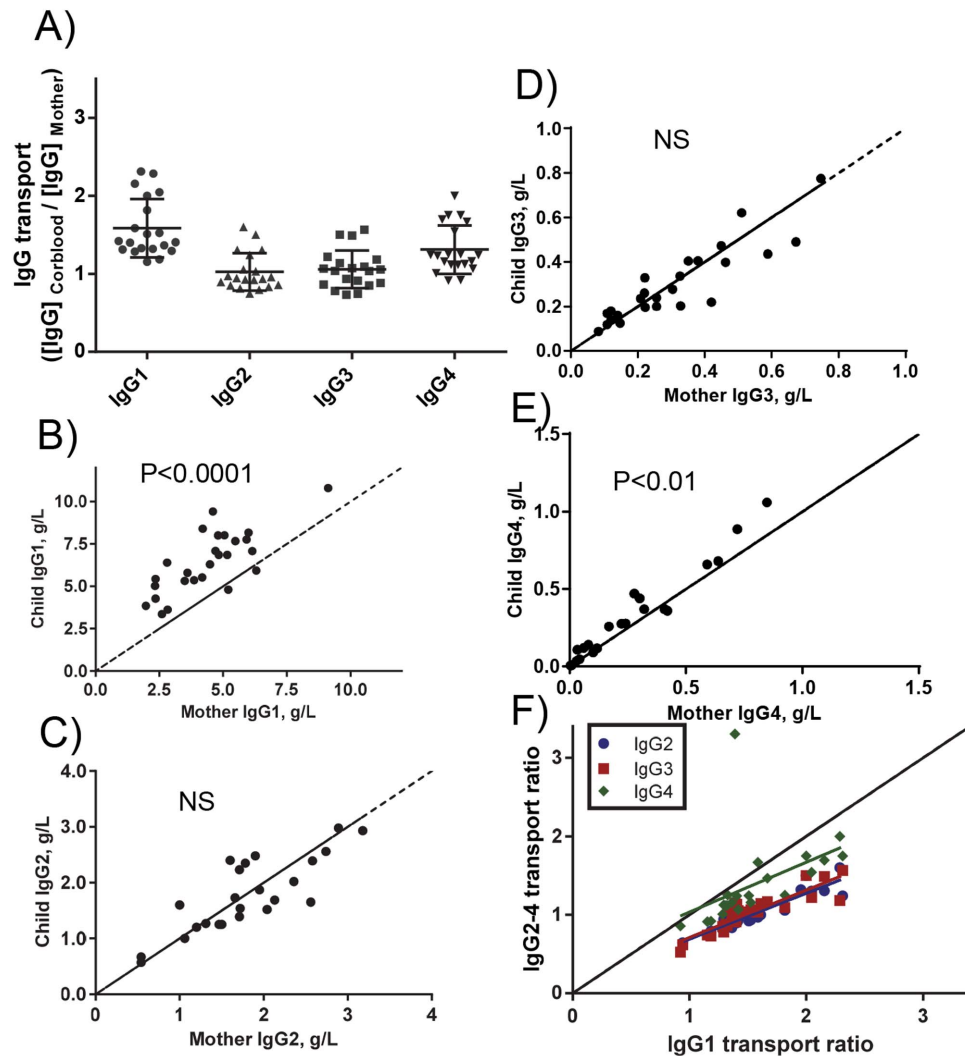 A)
IgG transport
([IgG] Corblood / [IgG] Mother)
3
2
1
0
IgG1
IgG2
IgG3
IgG4
B)
P<0.0001
Child IgG1, g/L
10.0
7.5
5.0
2.5
0.0
0.0
2.5
5.0
7.5
10.0
Mother IgG1, g/L
C)
NS
Child IgG2, g/L
4.0
3.0
2.0
1.0
0.0
0
1
2
3
4
Mother IgG2, g/L
D)
NS
Child IgG3, g/L
1.0
0.8
0.6
0.4
0.2
0.0
0.0
0.2
0.4
0.6
0.8
1.0
Mother IgG3, g/L
E)
P<0.01
Child IgG4, g/L
1.5
1.0
0.5
0.0
0.0
0.5
1.0
1.5
Mother IgG4, g/L
F)
IgG2
IgG3
IgG4
IgG2-4 transport ratio
3
2
1
0
0
1
2
3
IgG1 transport ratio